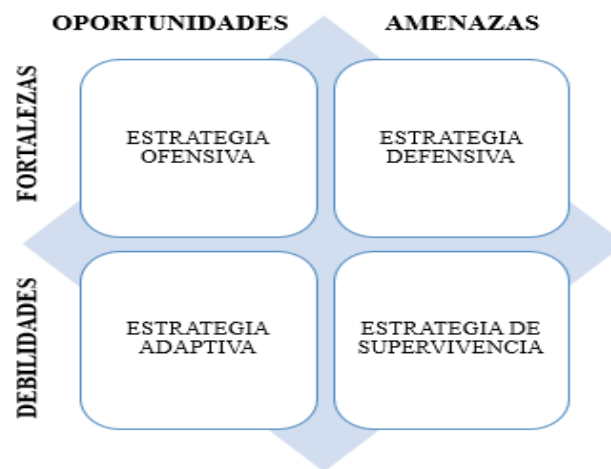 OPORTUNIDADES
AMENAZAS
FORTALEZAS
ESTRATEGIA
OFENSIVA
ESTRATEGIA
DEFENSIVA
DEBILIDADES
ESTRATEGIA
ADAPTIVA
ESTRATEGIA DE
SUPERVIVENCIA